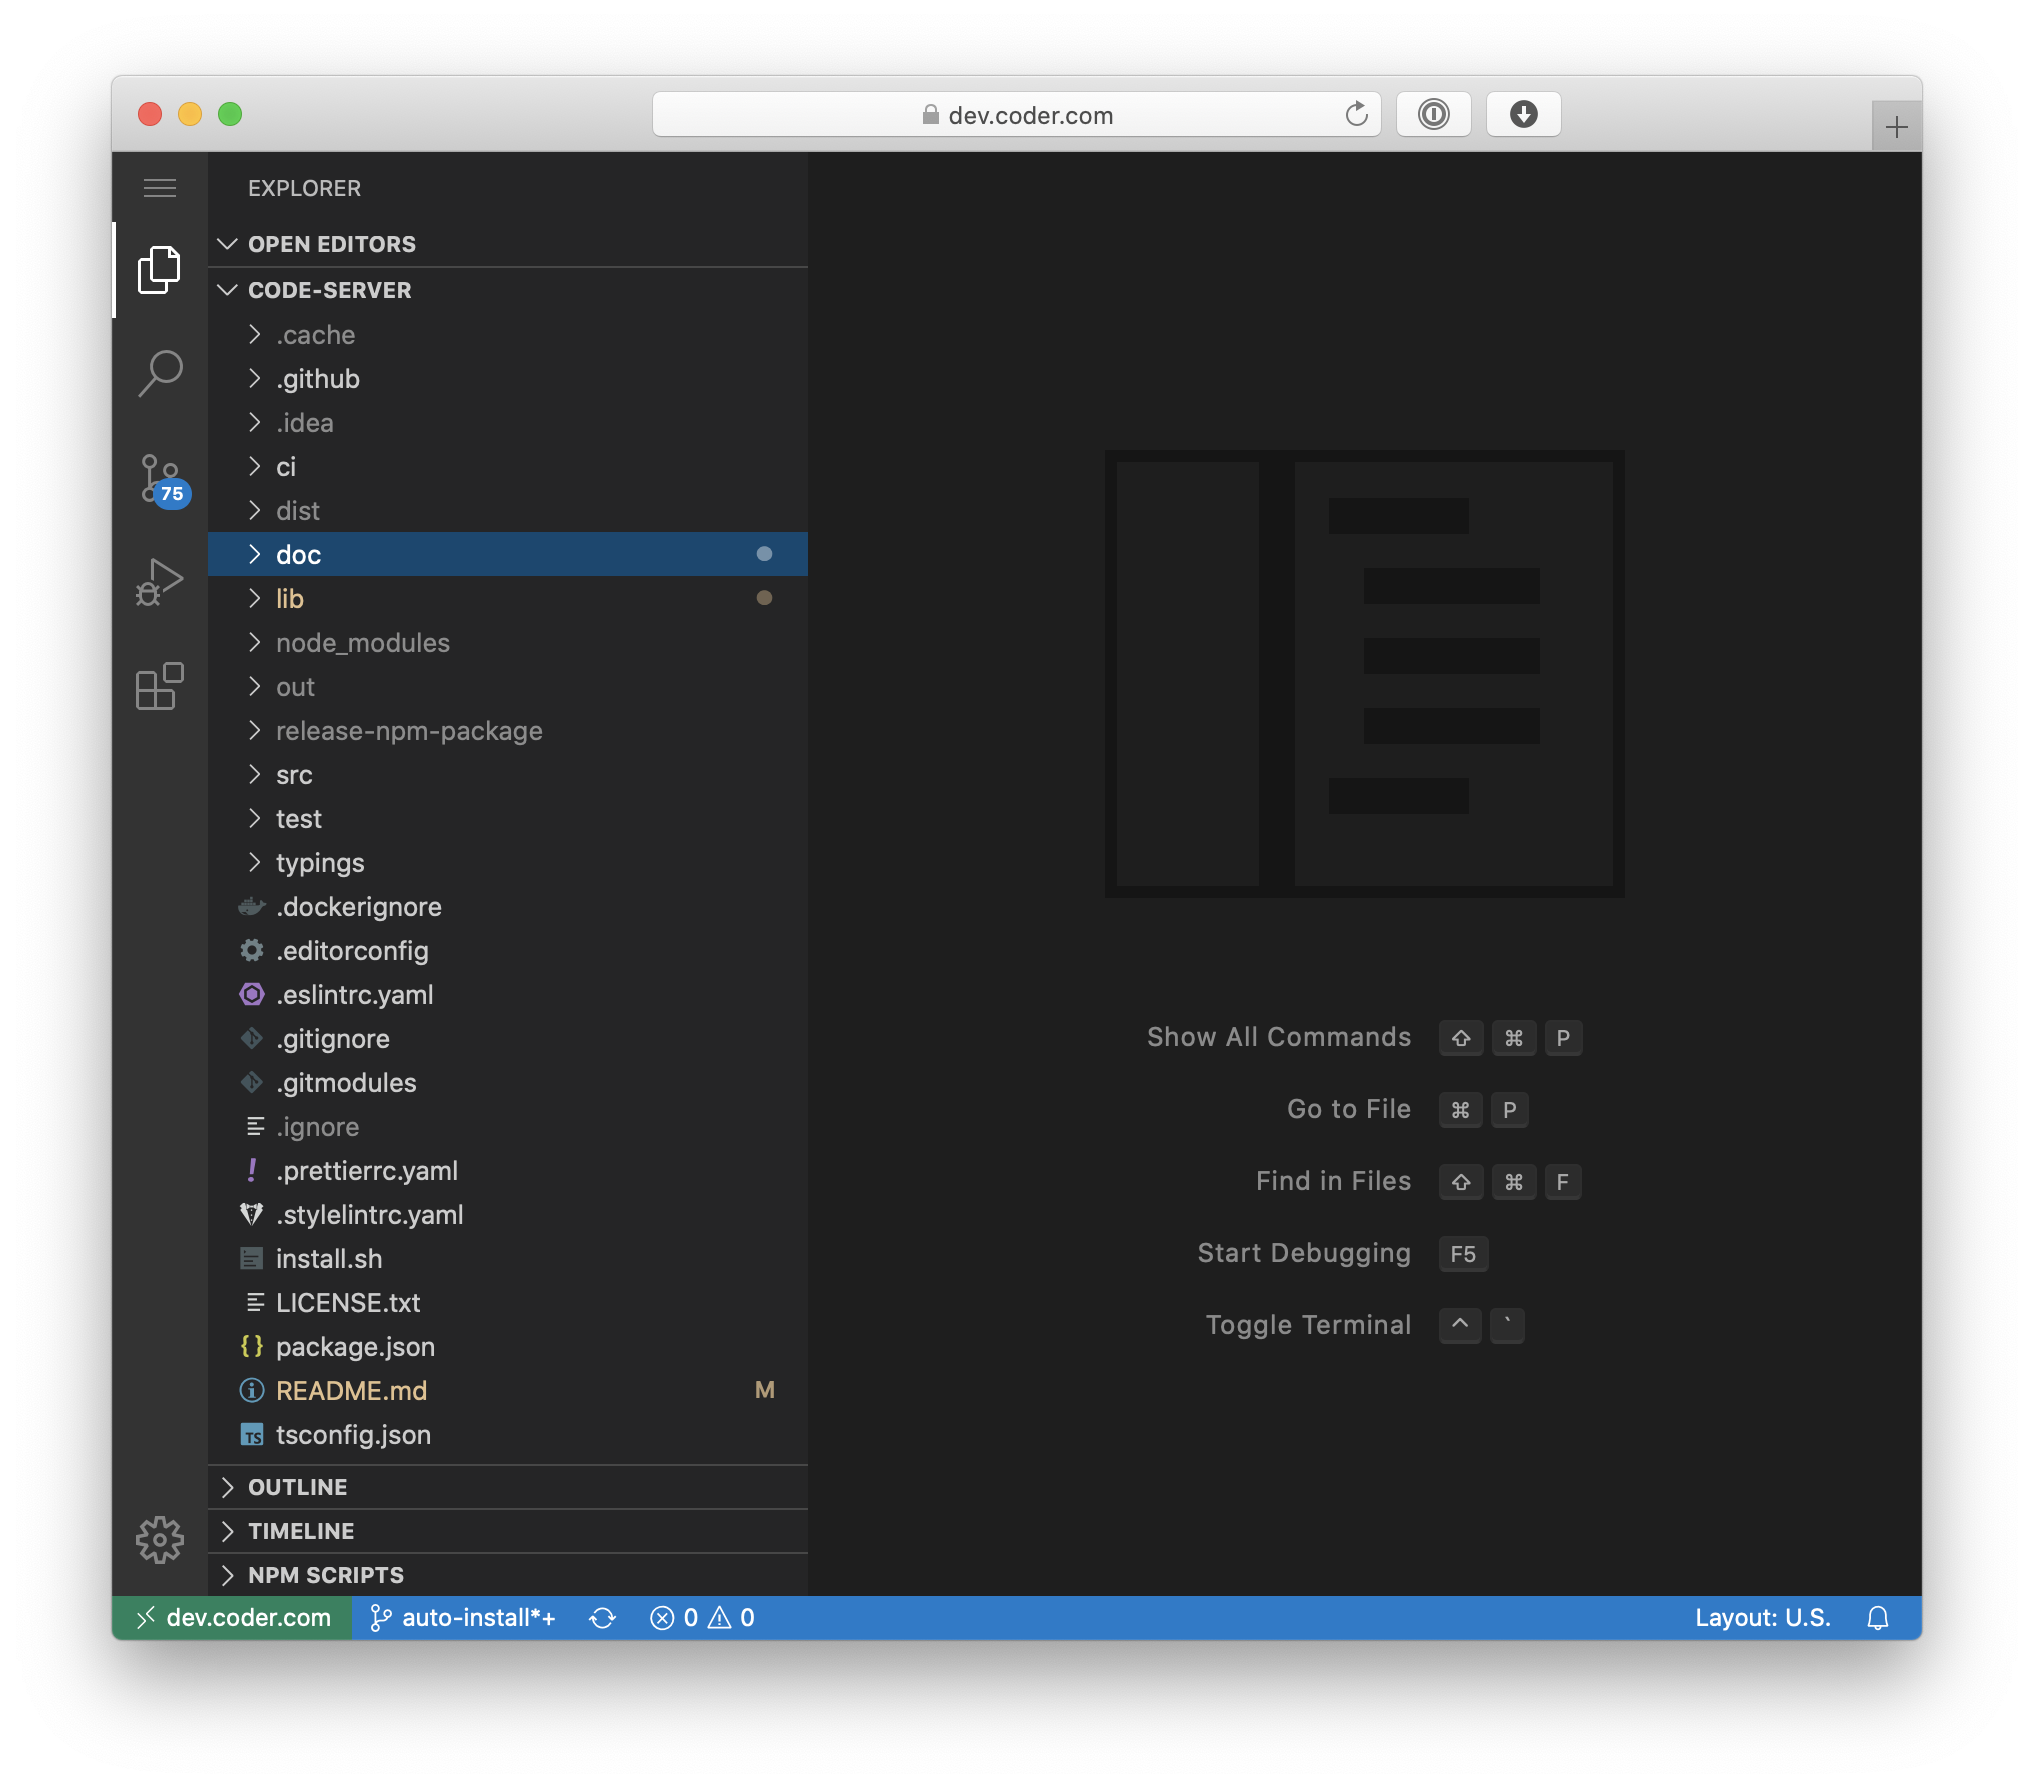 dev.coder.com
EXPLORER
OPEN EDITORS
CODE-SERVER
.cache
.github
.idea
ci
75
dist
doc
lib
node_modules
out
release-npm-package
src
test
typings
.dockerignore
.editorconfig
.eslintrc.yaml
.gitignore
.gitmodules
.ignore
! .prettierrc.yaml
.stylelintrc.yaml
install.sh
LICENSE.txt
{} package.json
README.md M
TS tsconfig.json
OUTLINE
TIMELINE
NPM SCRIPTS
Show All Commands ⇧ ⌘ P
Go to File ⌘ P
Find in Files ⇧ ⌘ F
Start Debugging F5
Toggle Terminal ^ `
dev.coder.com auto-install*+ 0 0 Layout: U.S.